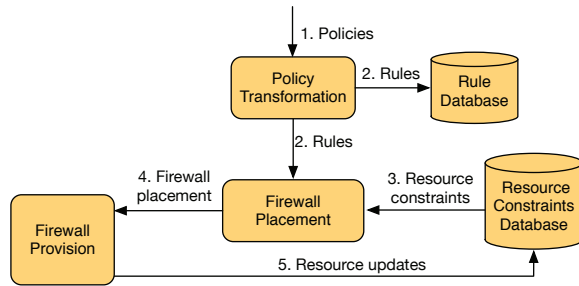 1. Policies
Policy
Transformation
2. Rules
Rule
Database
2. Rules
4. Firewall
placement
Firewall
Placement
3. Resource
constraints
Resource
Constraints
Database
Firewall
Provision
5. Resource updates